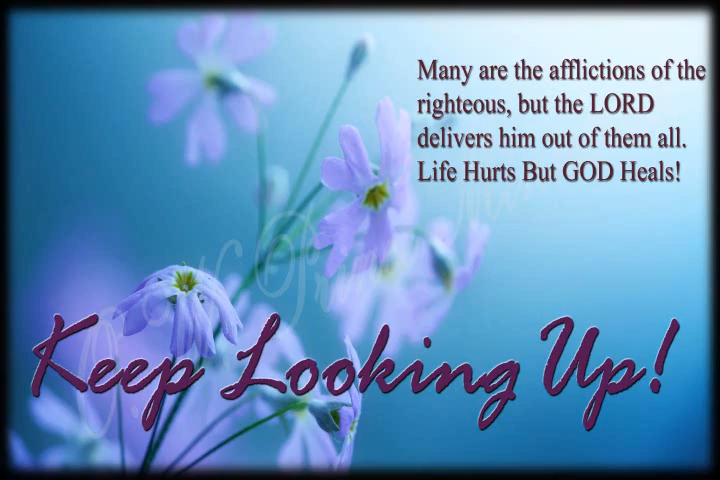 Many are the afflictions of the
righteous, but the LORD
delivers him out of them all.
Life Hurts But GOD Heals!
Keep Looking Up!